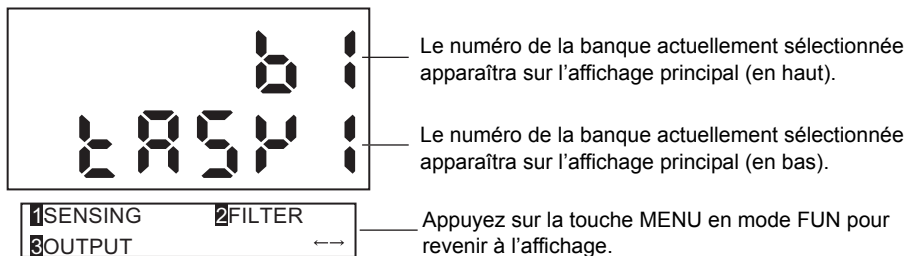 b1
Le numéro de la banque actuellement sélectionnée
apparaîtra sur l’affichage principal (en haut).
tASK1
Le numéro de la banque actuellement sélectionnée
apparaîtra sur l’affichage principal (en bas).
1SENSING 2FILTER
3OUTPUT ←→
Appuyez sur la touche MENU en mode FUN pour
revenir à l’affichage.